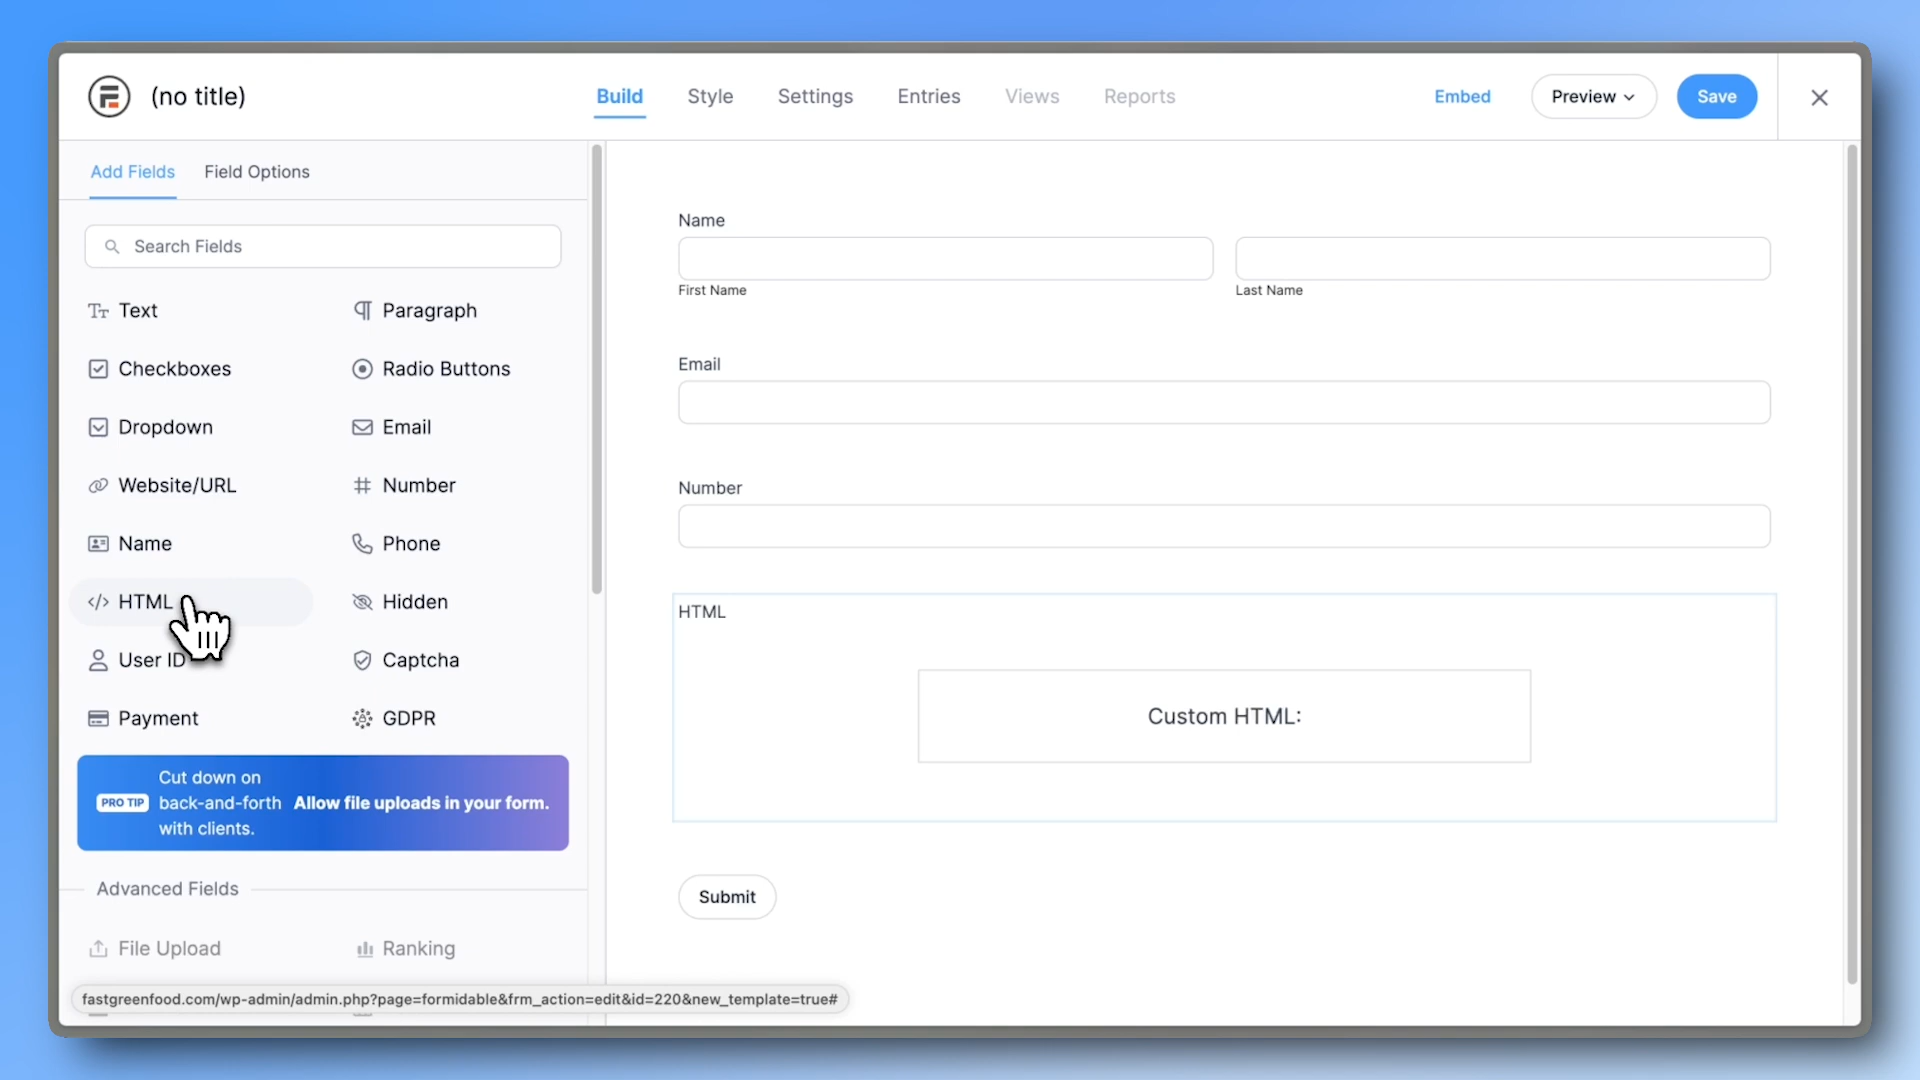 (no title)
Build
Style
Settings
Entries
Views
Reports
Embed
Preview
Save
Add Fields
Field Options
Search Fields
Text
Paragraph
Checkboxes
Radio Buttons
Dropdown
Email
Website/URL
Number
Name
Phone
HTML
Hidden
User ID
Captcha
Payment
GDPR
PRO TIP
Cut down on
back-and-forth
with clients.
Allow file uploads in your form.
Advanced Fields
File Upload
Ranking
fastgreenfood.com/wp-admin/admin.php?page=formidable&frm_action=edit&id=220&new_template=true#
Name
First Name
Last Name
Email
Number
HTML
Custom HTML:
Submit